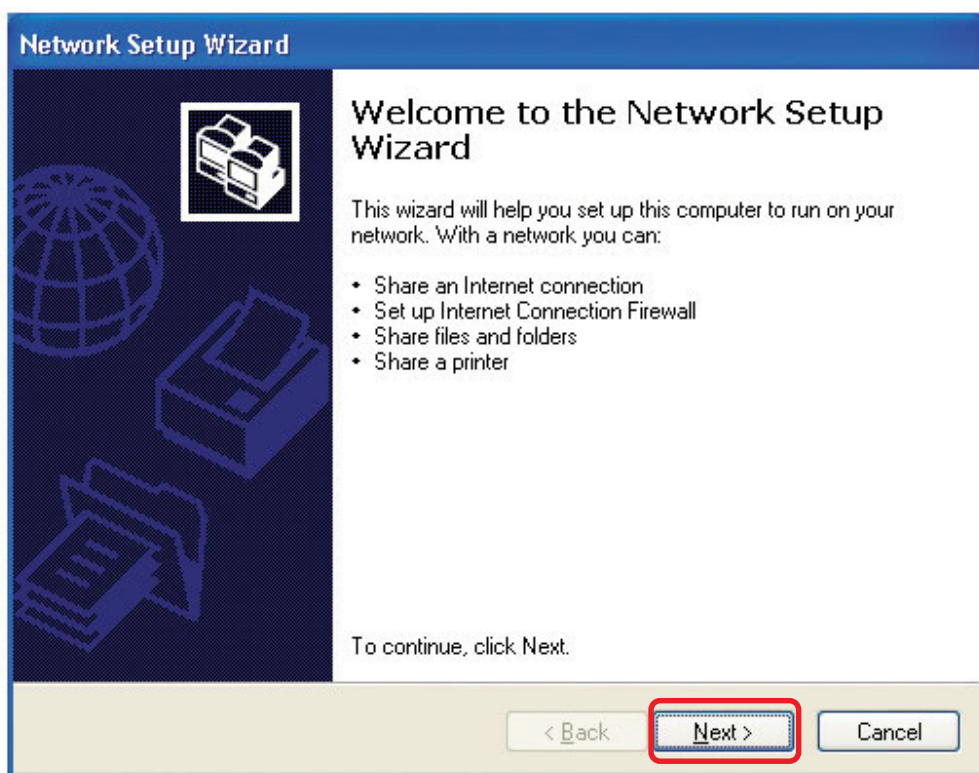 Network Setup Wizard
Welcome to the Network Setup
Wizard
This wizard will help you set up this computer to run on your
network. With a network you can:
• Share an Internet connection
• Set up Internet Connection Firewall
• Share files and folders
• Share a printer
To continue, click Next.
< Back Next > Cancel